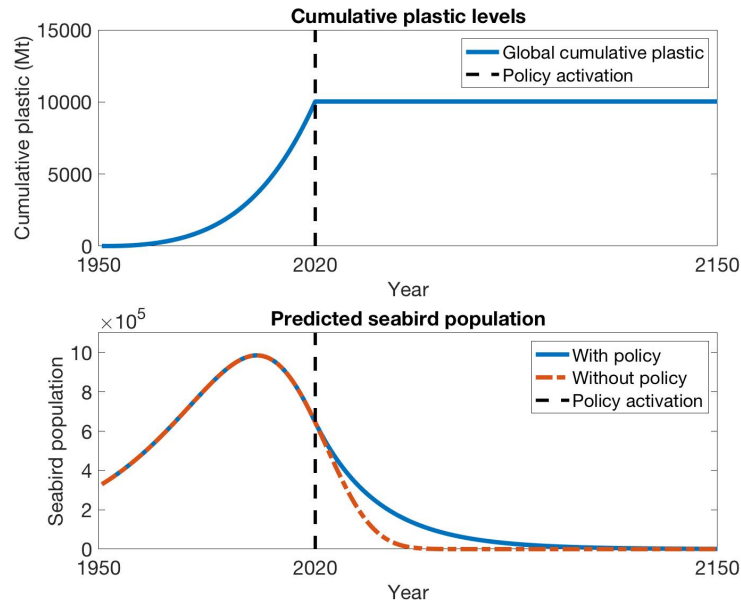 Cumulative plastic levels
Cumulative plastic (Mt)
15000
10000
5000
0
Global cumulative plastic
Policy activation
1950
2020
2150
Year
Predicted seabird population
×10⁵
Seabird population
10
8
6
4
2
0
With policy
Without policy
Policy activation
1950
2020
2150
Year